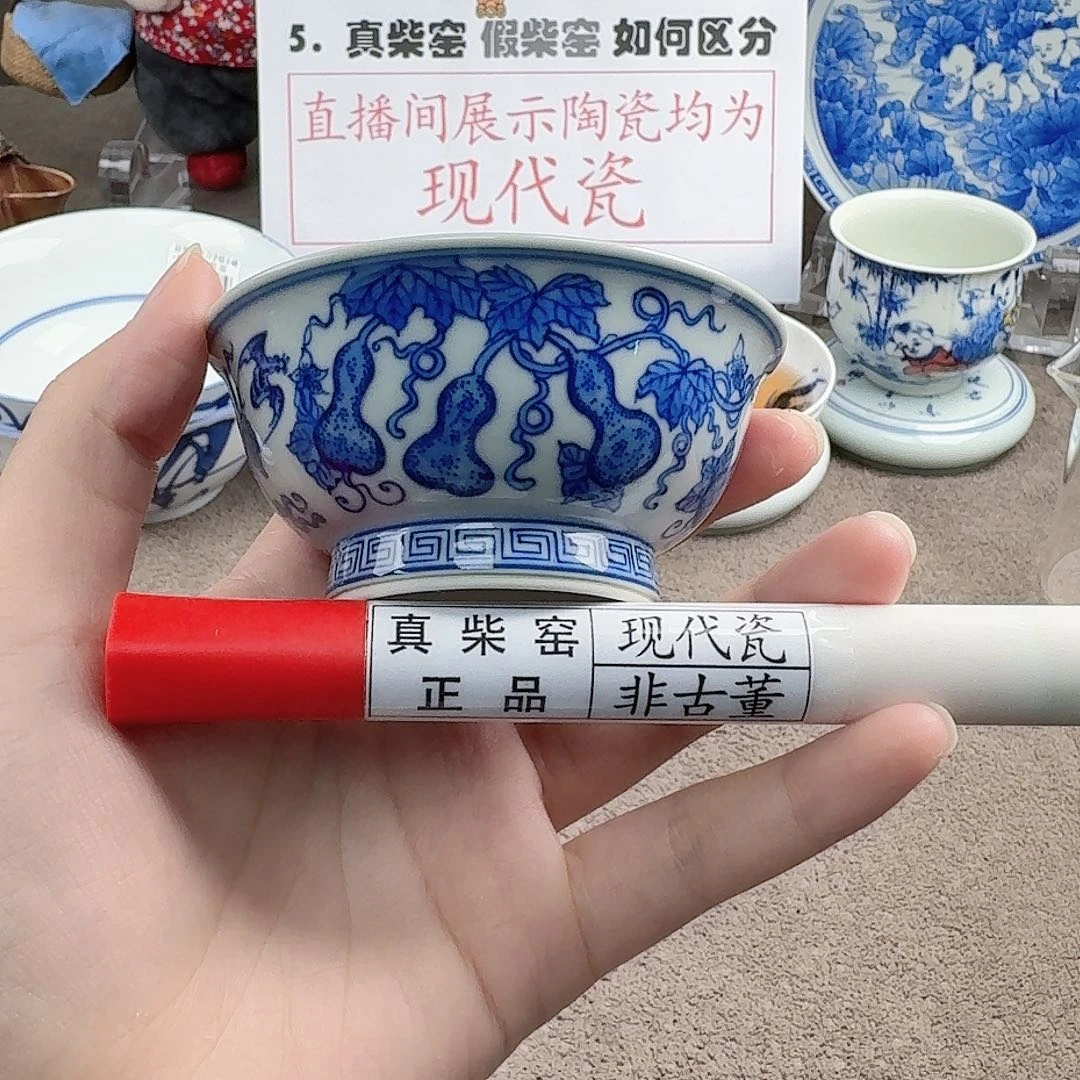 5. 真柴窑 假柴窑 如何区分
直播间展示陶瓷均为
现代瓷
真柴窑 现代瓷
正品 非古董